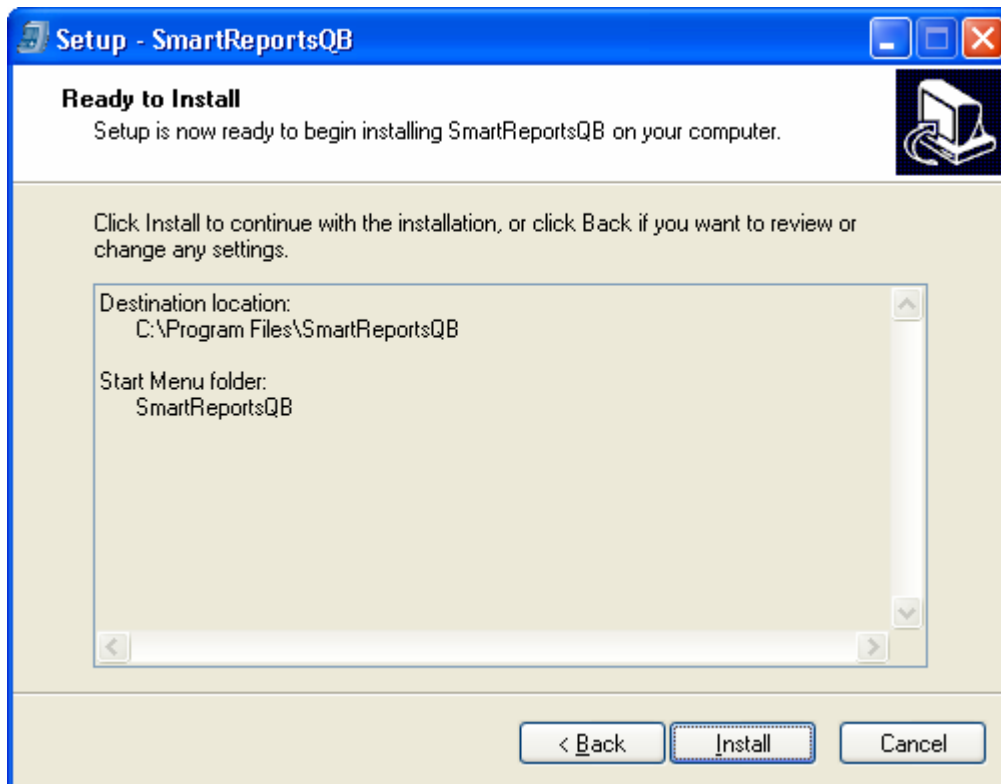 Setup - SmartReportsQB
Ready to Install
Setup is now ready to begin installing SmartReportsQB on your computer.
Click Install to continue with the installation, or click Back if you want to review or
change any settings.
Destination location:
C:\Program Files\SmartReportsQB
Start Menu folder:
SmartReportsQB
< Back
Install
Cancel